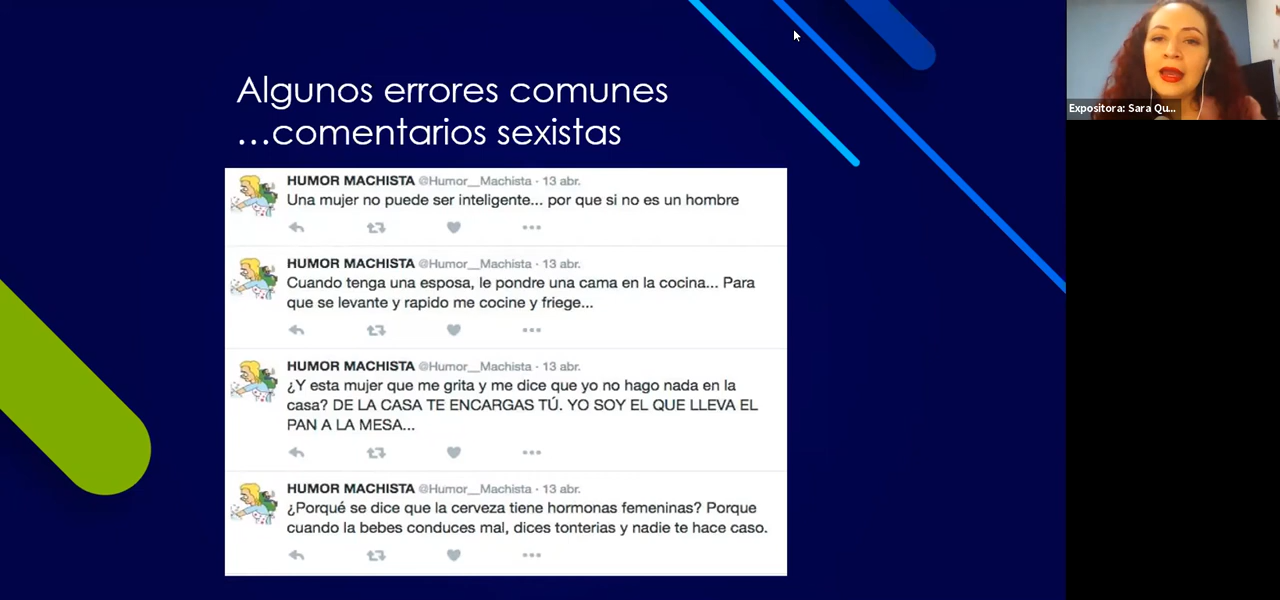 Algunos errores comunes
…comentarios sexistas
HUMOR MACHISTA @Humor__Machista · 13 abr.
Una mujer no puede ser inteligente... por que si no es un hombre
HUMOR MACHISTA @Humor__Machista · 13 abr.
Cuando tenga una esposa, le pondre una cama en la cocina... Para
que se levante y rapido me cocine y friege...
HUMOR MACHISTA @Humor__Machista · 13 abr.
¿Y esta mujer que me grita y me dice que yo no hago nada en la
casa? DE LA CASA TE ENCARGAS TÚ. YO SOY EL QUE LLEVA EL
PAN A LA MESA...
HUMOR MACHISTA @Humor__Machista · 13 abr.
¿Porqué se dice que la cerveza tiene hormonas femeninas? Porque
cuando la bebes conduces mal, dices tonterias y nadie te hace caso.
Expositora: Sara Qu...